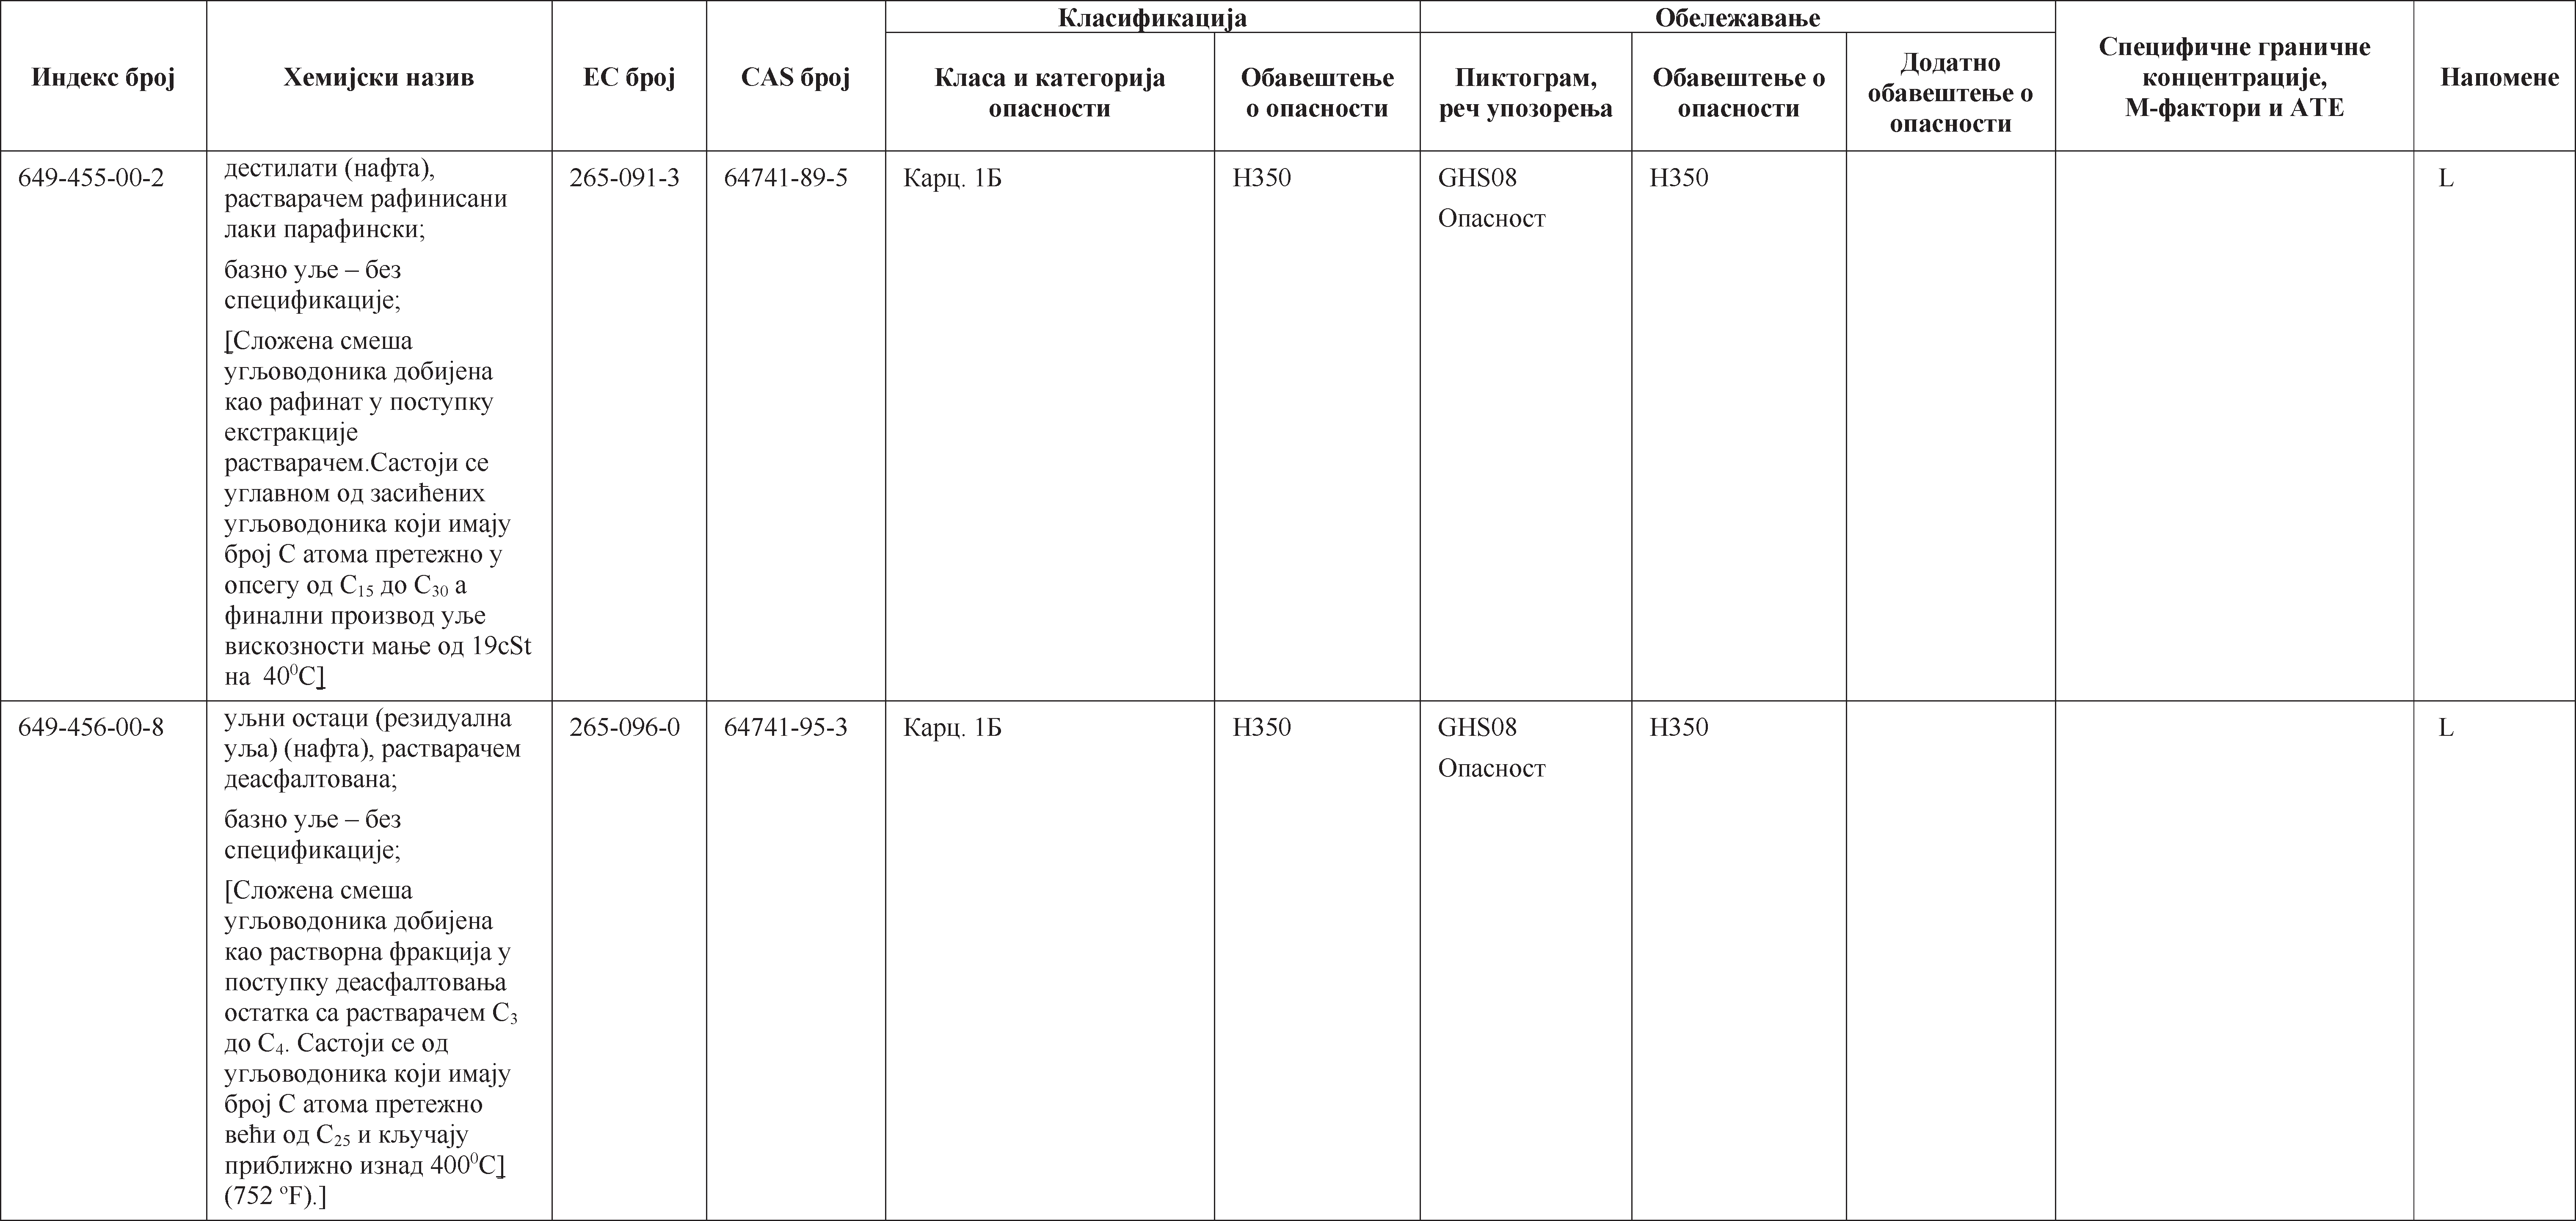 Класификација
Обележавање
Индекс број
Хемијски назив
ЕС број
CAS број
Класа и категорија
опасности
Обавештење
о опасности
Пиктограм,
реч упозорења
Обавештење о
опасности
Додатно
обавештење о
опасности
Специфичне граничне
концентрације,
М-фактори и АТЕ
Напомене
649-455-00-2
дестилати (нафта),
растварачем рафинисани
лаки парафински;
базно уље – без
спецификације;
[Сложена смеша
угљоводоника добијена
као рафинат у поступку
екстракције
растварачем.Састоји се
углавном од засићених
угљоводоника који имају
број C атома претежно у
опсегу од C₁₅ до C₃₀ а
финални производ уље
вискозности мање од 19cSt
на  40⁰C]
265-091-3
64741-89-5
Карц. 1Б
H350
GHS08
Опасност
H350
L
649-456-00-8
уљни остаци (резидуална
уља) (нафта), растварачем
деасфалтована;
базно уље – без
спецификације;
[Сложена смеша
угљоводоника добијена
као растворна фракција у
поступку деасфалтовања
остатка са растварачем C₃
до C₄. Састоји се од
угљоводоника који имају
број C атома претежно
већи од C₂₅ и кључају
приближно изнад 400⁰C]
(752 ºF).]
265-096-0
64741-95-3
Карц. 1Б
H350
GHS08
Опасност
H350
L